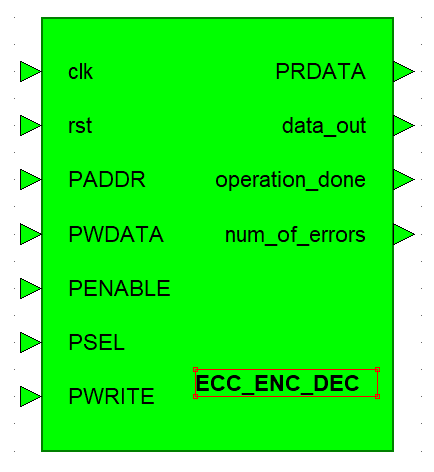 clk PRDATA
rst data_out
PADDR operation_done
PWDATA num_of_errors
PENABLE
PSEL
ECC_ENC_DEC
PWRITE